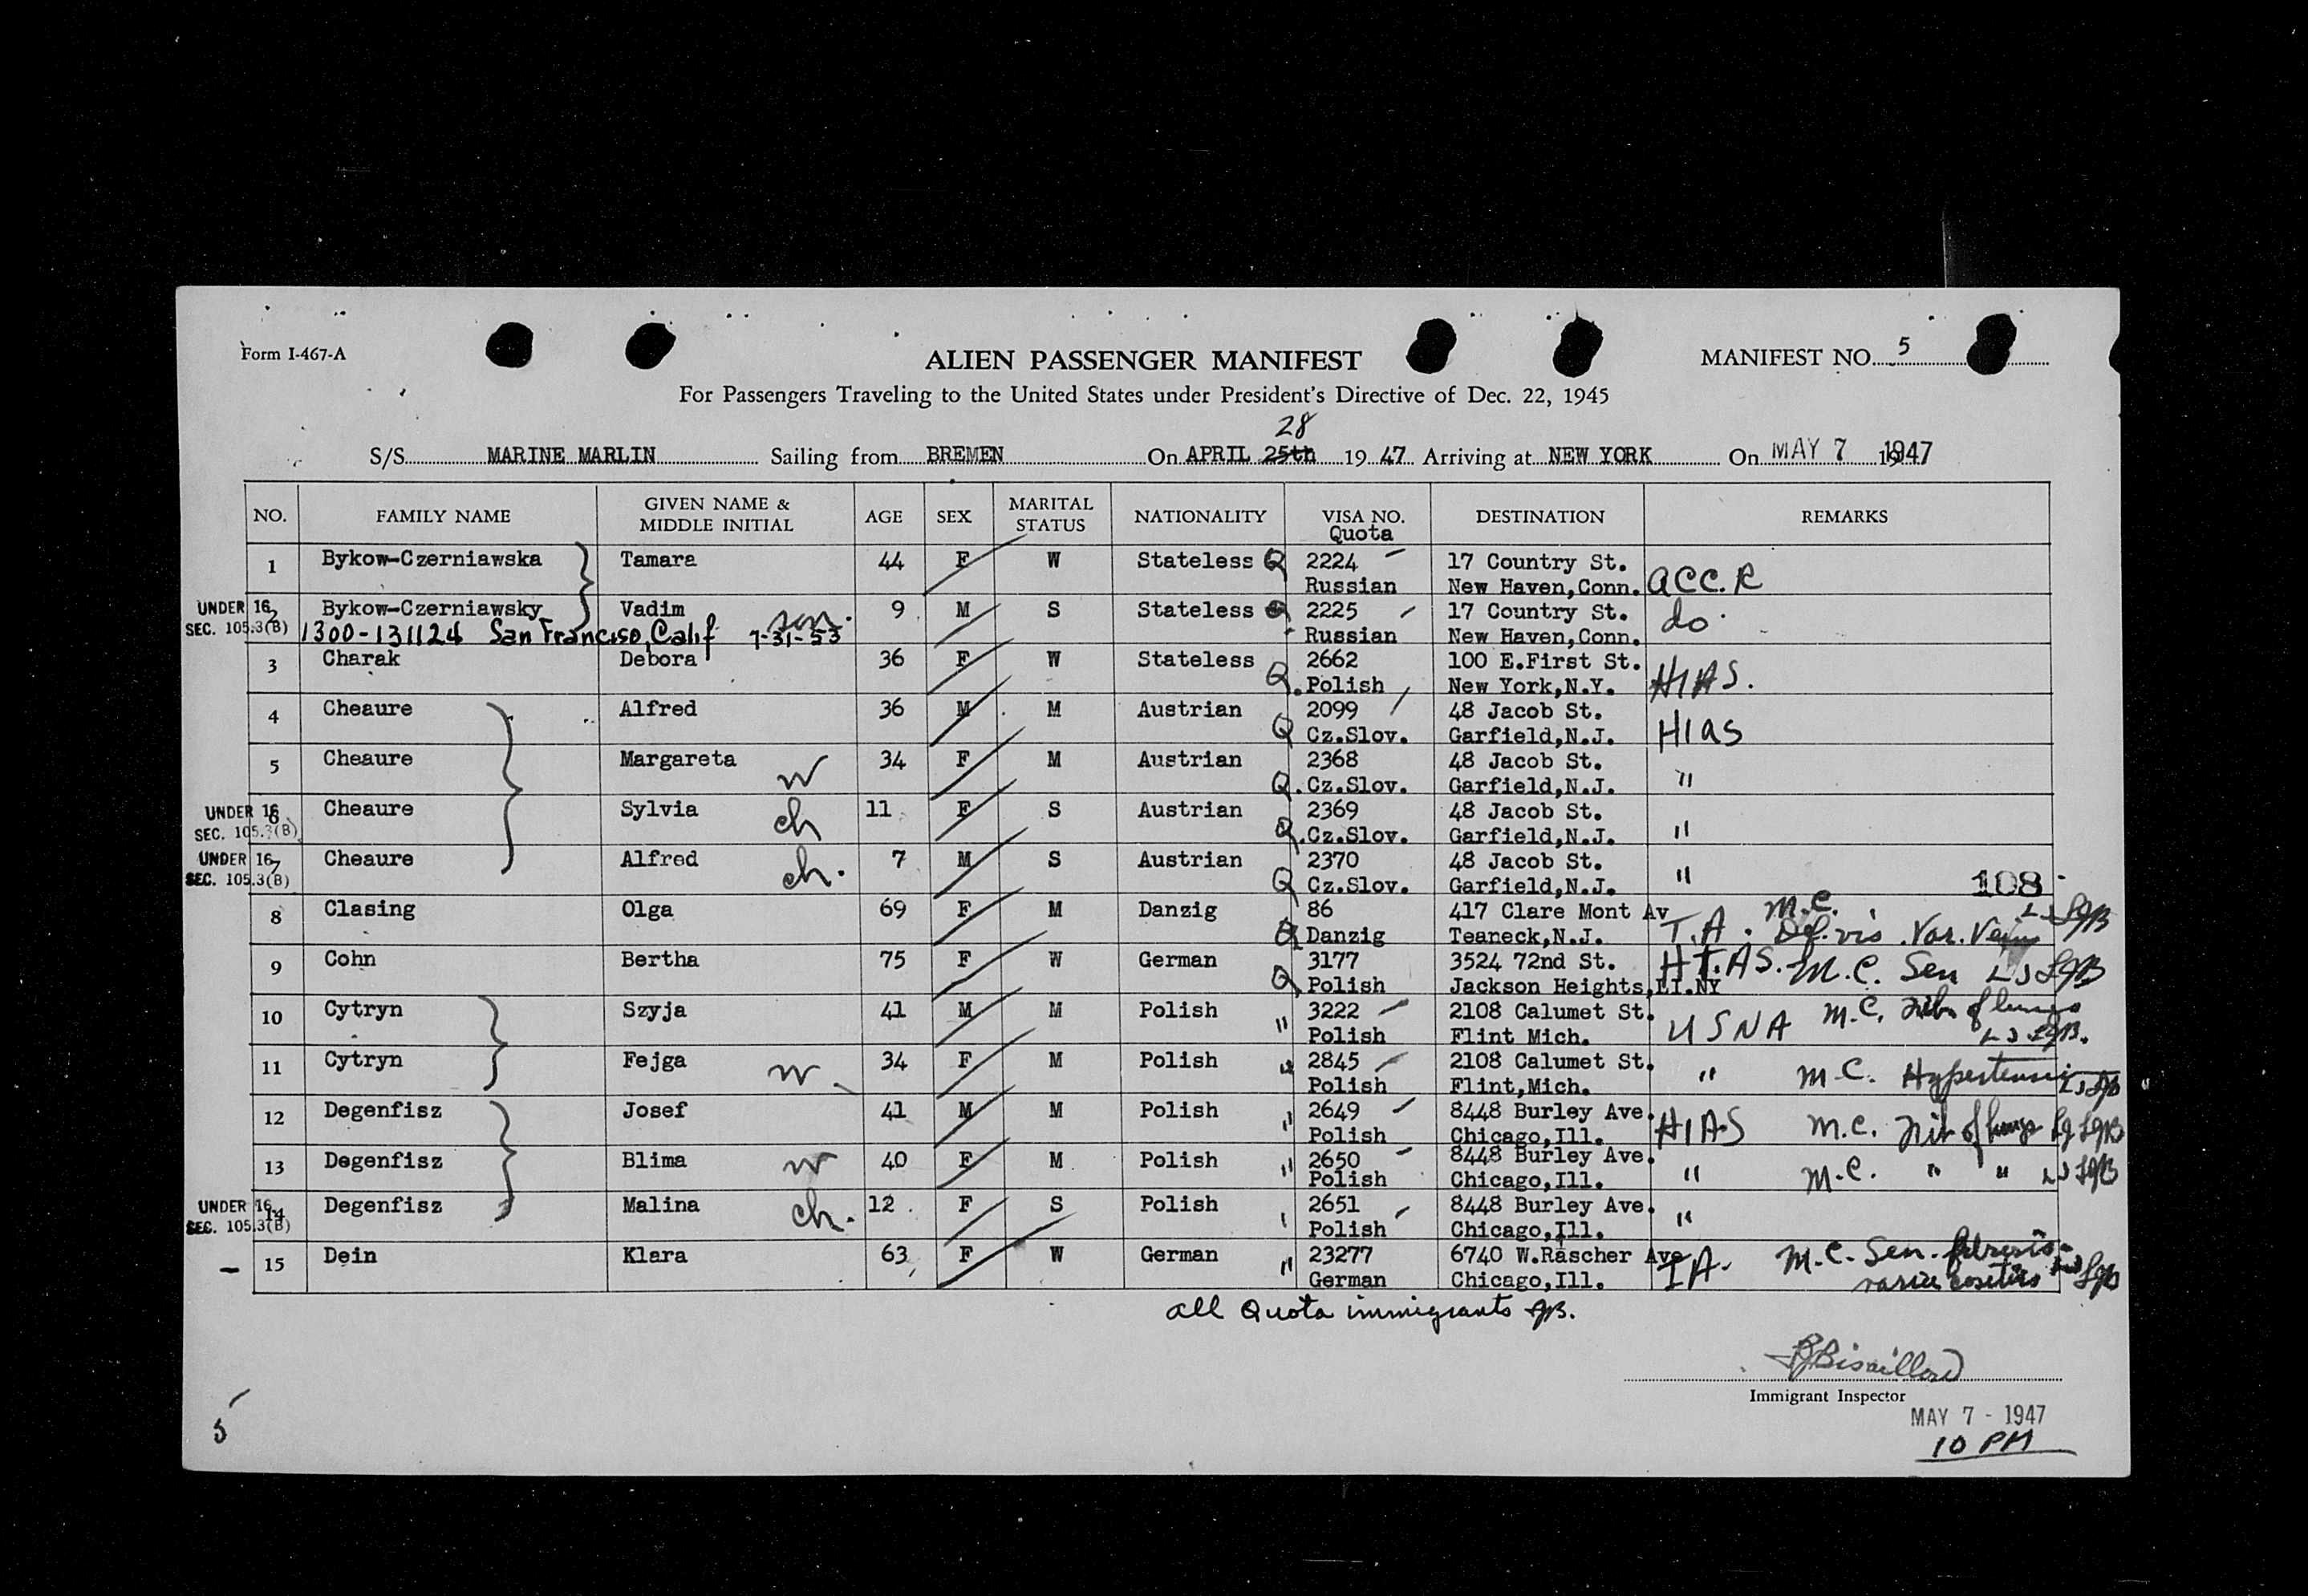 Form I-467-A
ALIEN PASSENGER MANIFEST
MANIFEST NO. 5
For Passengers Traveling to the United States under President's Directive of Dec. 22, 1945
28
S/S MARINE MARLIN Sailing from BREMEN On APRIL 25th 19 47 Arriving at NEW YORK On MAY 7 1947
NO. FAMILY NAME GIVEN NAME & MIDDLE INITIAL AGE SEX MARITAL STATUS NATIONALITY VISA NO. Quota DESTINATION REMARKS
1 Bykow-Czerniawska Tamara 44 F W Stateless Q 2224 17 Country St.
Russian New Haven,Conn. ACC.R
UNDER 16 2 Bykow-Czerniawsky Vadim son. 9 M S Stateless Q 2225 17 Country St. do.
SEC. 105.3(B) 1300-131124 San Francisco, Calif 7-31-53 Russian New Haven,Conn.
3 Charak Debora 36 F W Stateless 2662 100 E.First St.
Q. Polish New York,N.Y. HIAS.
4 Cheaure Alfred 36 M M Austrian 2099 48 Jacob St.
Q Cz.Slov. Garfield,N.J. HIAS
5 Cheaure Margareta W 34 F M Austrian 2368 48 Jacob St.
Q. Cz.Slov. Garfield,N.J. "
UNDER 16 6 Cheaure Sylvia ch 11 F S Austrian 2369 48 Jacob St.
SEC. 105.3(B) Q. Cz.Slov. Garfield,N.J. "
UNDER 16 7 Cheaure Alfred ch. 7 M S Austrian 2370 48 Jacob St.
SEC. 105.3(B) Q Cz.Slov. Garfield,N.J. " 108
8 Clasing Olga 69 F M Danzig 86 417 Clare Mont Av M.C.
Q Danzig Teaneck,N.J. T.A. Def. vis. Var. Veins
9 Cohn Bertha 75 F W German 3177 3524 72nd St.
Q Polish Jackson Heights,LI.NY HIAS. M.C. Sen
10 Cytryn Szyja 41 M M Polish 3222 2108 Calumet St.
" Polish Flint Mich. USNA M.C. of lungs
11 Cytryn Fejga W 34 F M Polish 2845 2108 Calumet St.
" Polish Flint,Mich. " M.C. Hypertension
12 Degenfisz Josef 41 M M Polish 2649 8448 Burley Ave.
" Polish Chicago,Ill. HIAS M.C. of lungs
13 Degenfisz Blima W 40 F M Polish 2650 8448 Burley Ave.
" Polish Chicago,Ill. " M.C. " "
UNDER 16 14 Degenfisz Malina ch. 12 F S Polish 2651 8448 Burley Ave.
SEC. 105.3(B) Polish Chicago,Ill. "
15 Dein Klara 63 F W German 23277 6740 W.Rascher Ave M.C. Sen.
" German Chicago,Ill.
all Quota immigrants
Immigrant Inspector
MAY 7 - 1947
10 PM
5